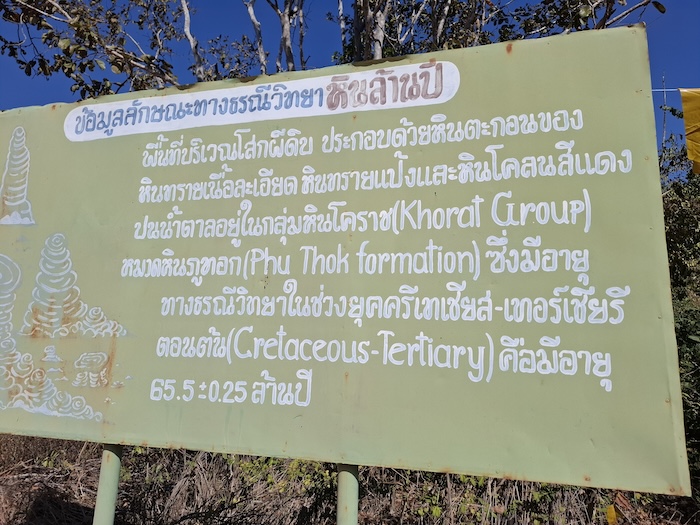 ข้อมูลลักษณะทางธรณีวิทยา หินล้านปี
พื้นที่บริเวณโสกผีดิบ ประกอบด้วยหินตะกอนของ
หินทรายเนื้อละเอียด หินทรายแป้งและหินโคลนสีแดง
ปนน้ำตาลอยู่ในกลุ่มหินโคราช(Khorat Group)
หมวดหินภูทอก(Phu Thok formation) ซึ่งมีอายุ
ทางธรณีวิทยาในช่วงยุคครีเทเชียส-เทอร์เชียรี
ตอนต้น(Cretaceous-Tertiary) คือมีอายุ
65.5±0.25 ล้านปี